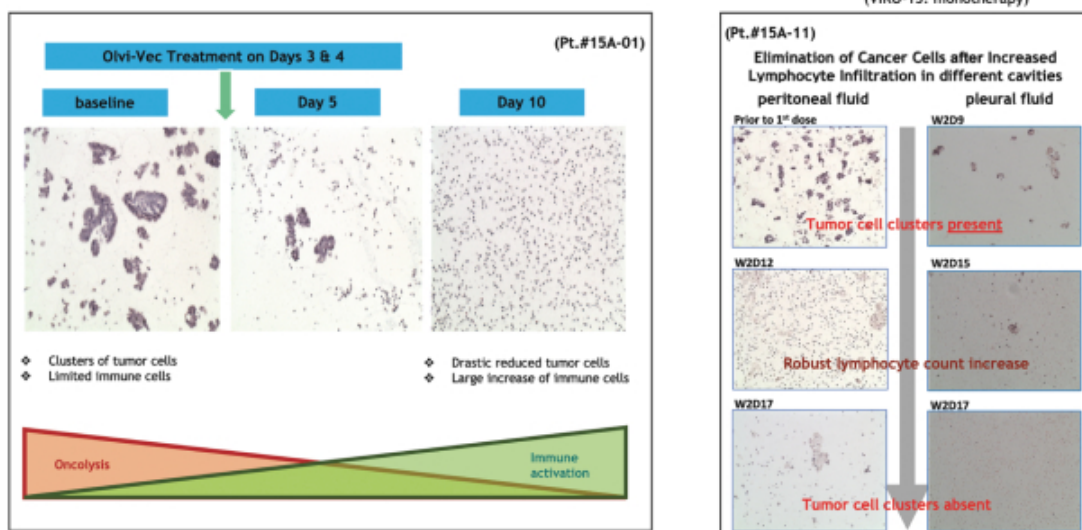 (VIRO-15: monotherapy)
Olvi-Vec Treatment on Days 3 & 4
(Pt.#15A-01)
baseline
Day 5
Day 10
❖ Clusters of tumor cells
❖ Limited immune cells
❖ Drastic reduced tumor cells
❖ Large increase of immune cells
Oncolysis
Immune
activation
(Pt.#15A-11)
Elimination of Cancer Cells after Increased
Lymphocyte Infiltration in different cavities
peritoneal fluid
pleural fluid
Prior to 1st dose
W2D9
Tumor cell clusters present
W2D12
W2D15
Robust lymphocyte count increase
W2D17
W2D17
Tumor cell clusters absent